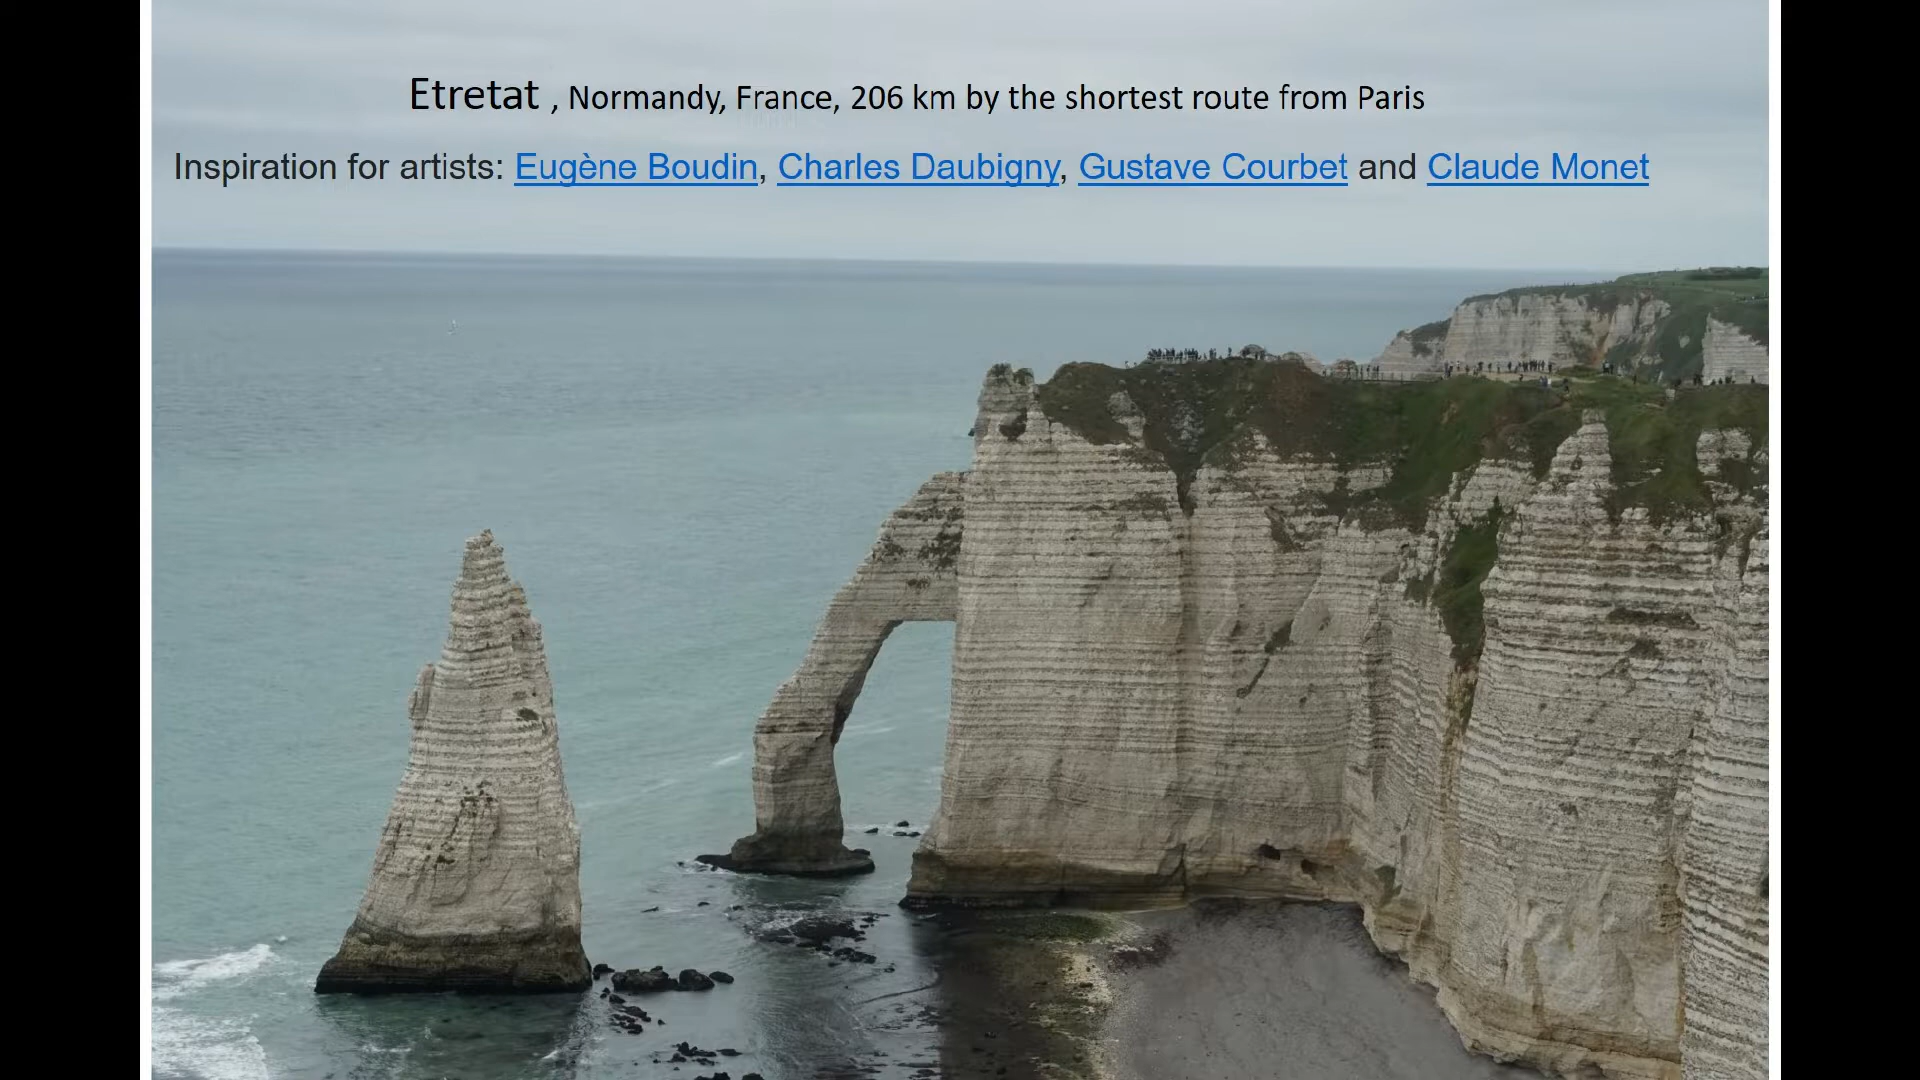 Etretat , Normandy, France, 206 km by the shortest route from Paris
Inspiration for artists: Eugène Boudin, Charles Daubigny, Gustave Courbet and Claude Monet